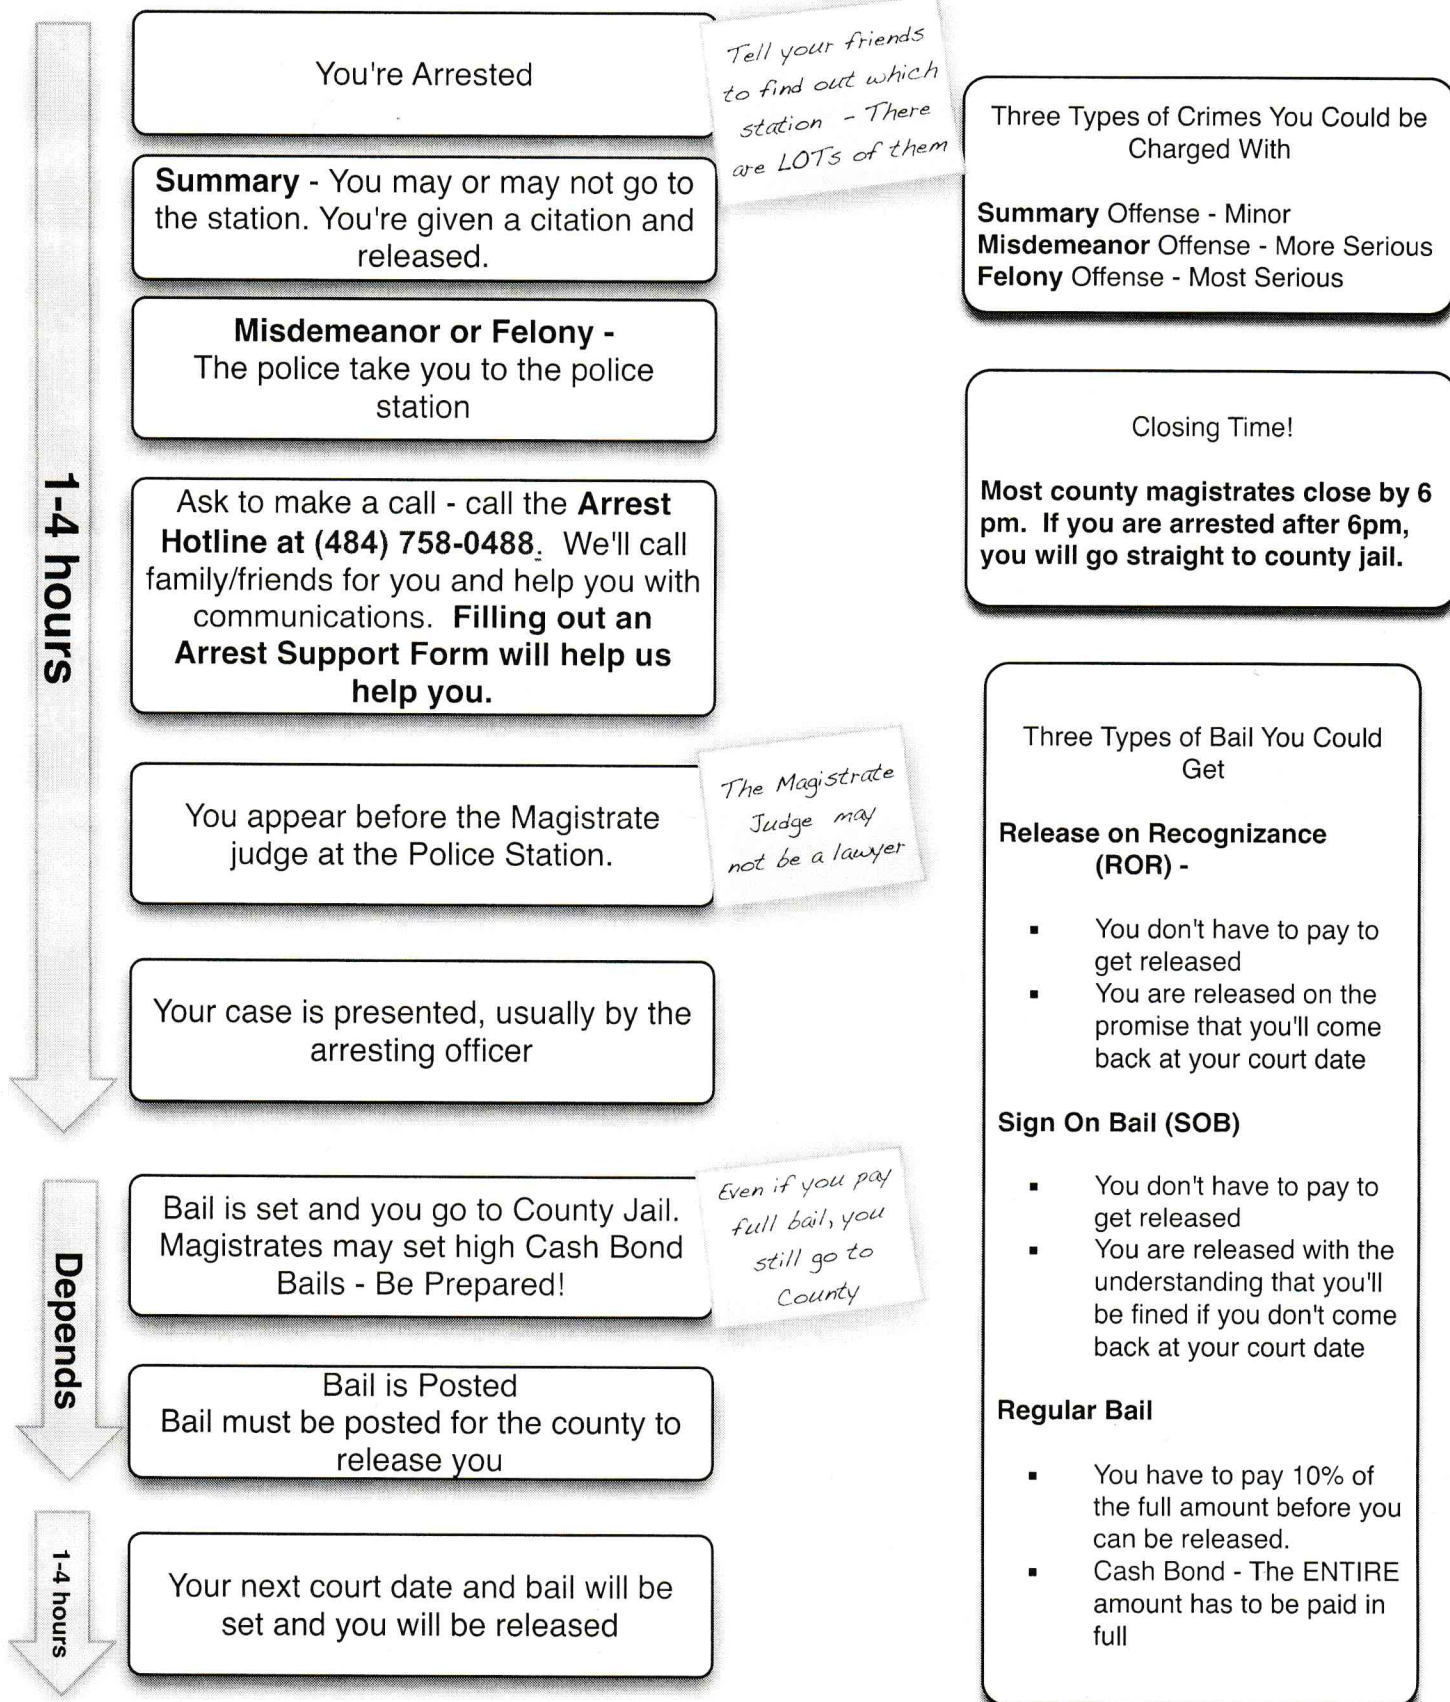 You're Arrested
Tell your friends
to find out which
station - There
are LOTs of them
Summary - You may or may not go to
the station. You're given a citation and
released.
Misdemeanor or Felony -
The police take you to the police
station
Ask to make a call - call the Arrest
Hotline at (484) 758-0488. We'll call
family/friends for you and help you with
communications. Filling out an
Arrest Support Form will help us
help you.
You appear before the Magistrate
judge at the Police Station.
The Magistrate
Judge may
not be a lawyer
Your case is presented, usually by the
arresting officer
1-4 hours
Bail is set and you go to County Jail.
Magistrates may set high Cash Bond
Bails - Be Prepared!
Even if you pay
full bail, you
still go to
County
Bail is Posted
Bail must be posted for the county to
release you
Depends
Your next court date and bail will be
set and you will be released
1-4 hours
Three Types of Crimes You Could be
Charged With
Summary Offense - Minor
Misdemeanor Offense - More Serious
Felony Offense - Most Serious
Closing Time!
Most county magistrates close by 6
pm. If you are arrested after 6pm,
you will go straight to county jail.
Three Types of Bail You Could
Get
Release on Recognizance
(ROR) -
▪ You don't have to pay to
get released
▪ You are released on the
promise that you'll come
back at your court date
Sign On Bail (SOB)
▪ You don't have to pay to
get released
▪ You are released with the
understanding that you'll
be fined if you don't come
back at your court date
Regular Bail
▪ You have to pay 10% of
the full amount before you
can be released.
▪ Cash Bond - The ENTIRE
amount has to be paid in
full